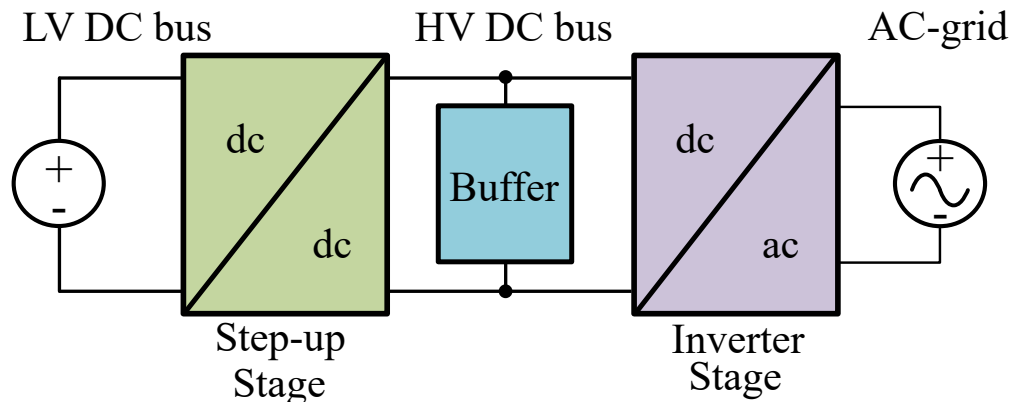 LV DC bus
HV DC bus
AC-grid
dc
dc
Buffer
dc
ac
+
-
+
-
Step-up
Stage
Inverter
Stage